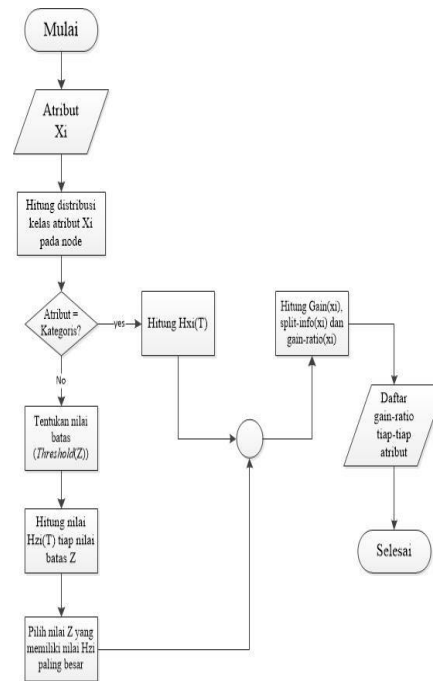 Mulai
Atribut
Xi
Hitung distribusi
kelas atribut Xi
pada node
Atribut =
Kategoris?
yes
Hitung Hxi(T)
No
Tentukan nilai
batas
(Threshold(Z))
Hitung nilai
Hzi(T) tiap nilai
batas Z
Pilih nilai Z yang
memiliki nilai Hzi
paling besar
Hitung Gain(xi),
split-info(xi) dan
gain-ratio(xi)
Daftar
gain-ratio
tiap-tiap
atribut
Selesai